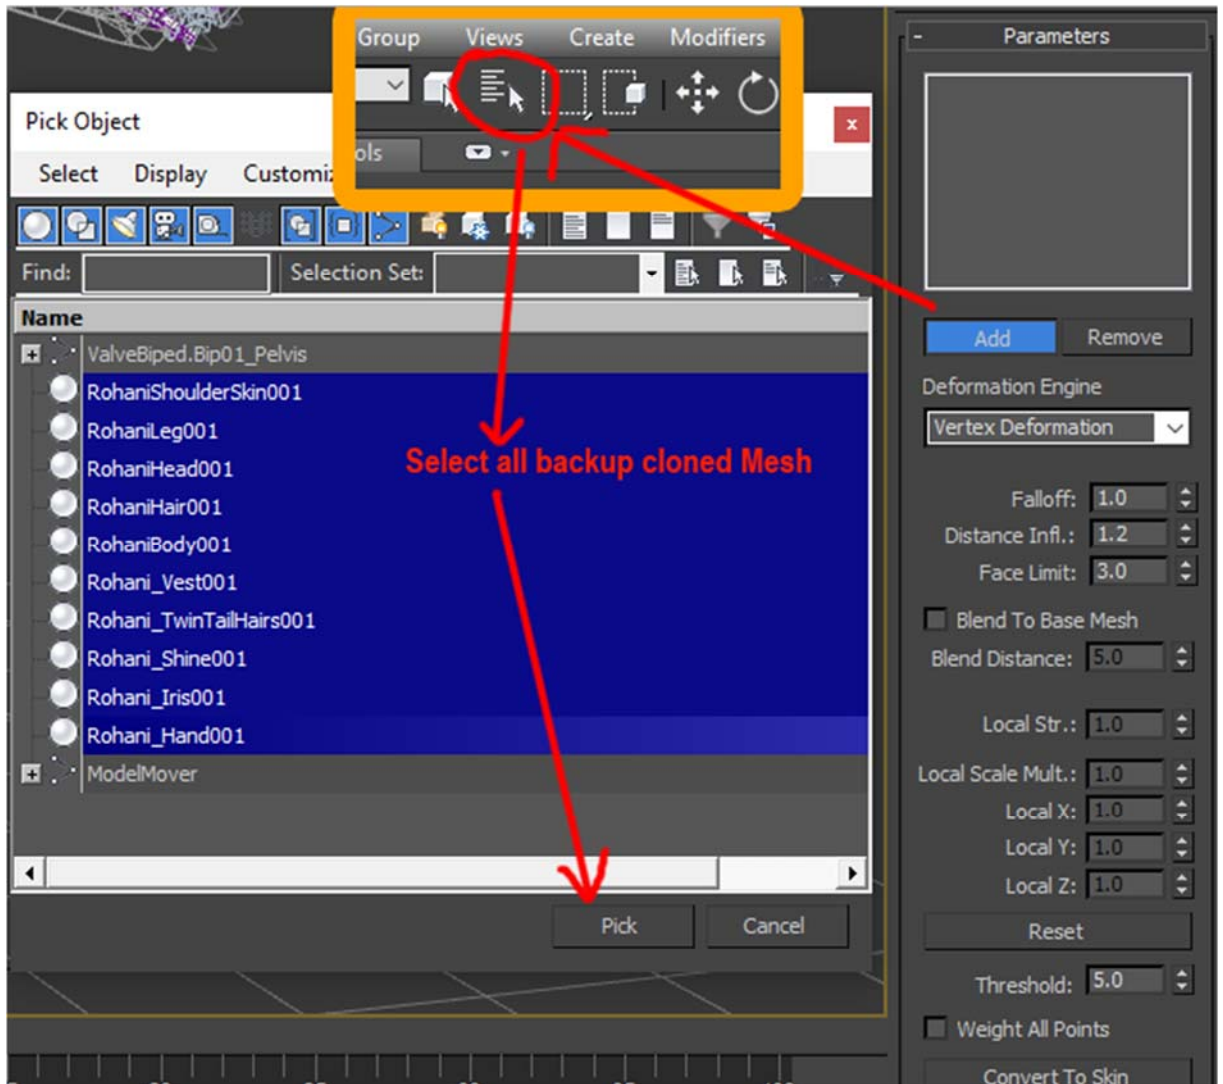 Group Views Create Modifiers
ols
Pick Object
x
Select Display Customi
Find: Selection Set:
Name
ValveBiped.Bip01_Pelvis
RohaniShoulderSkin001
RohaniLeg001
RohaniHead001
RohaniHair001
RohaniBody001
Rohani_Vest001
Rohani_TwinTailHairs001
Rohani_Shine001
Rohani_Iris001
Rohani_Hand001
ModelMover
Select all backup cloned Mesh
Pick Cancel
- Parameters
Add Remove
Deformation Engine
Vertex Deformation
Falloff: 1.0
Distance Infl.: 1.2
Face Limit: 3.0
Blend To Base Mesh
Blend Distance: 5.0
Local Str.: 1.0
Local Scale Mult.: 1.0
Local X: 1.0
Local Y: 1.0
Local Z: 1.0
Reset
Threshold: 5.0
Weight All Points
Convert To Skin